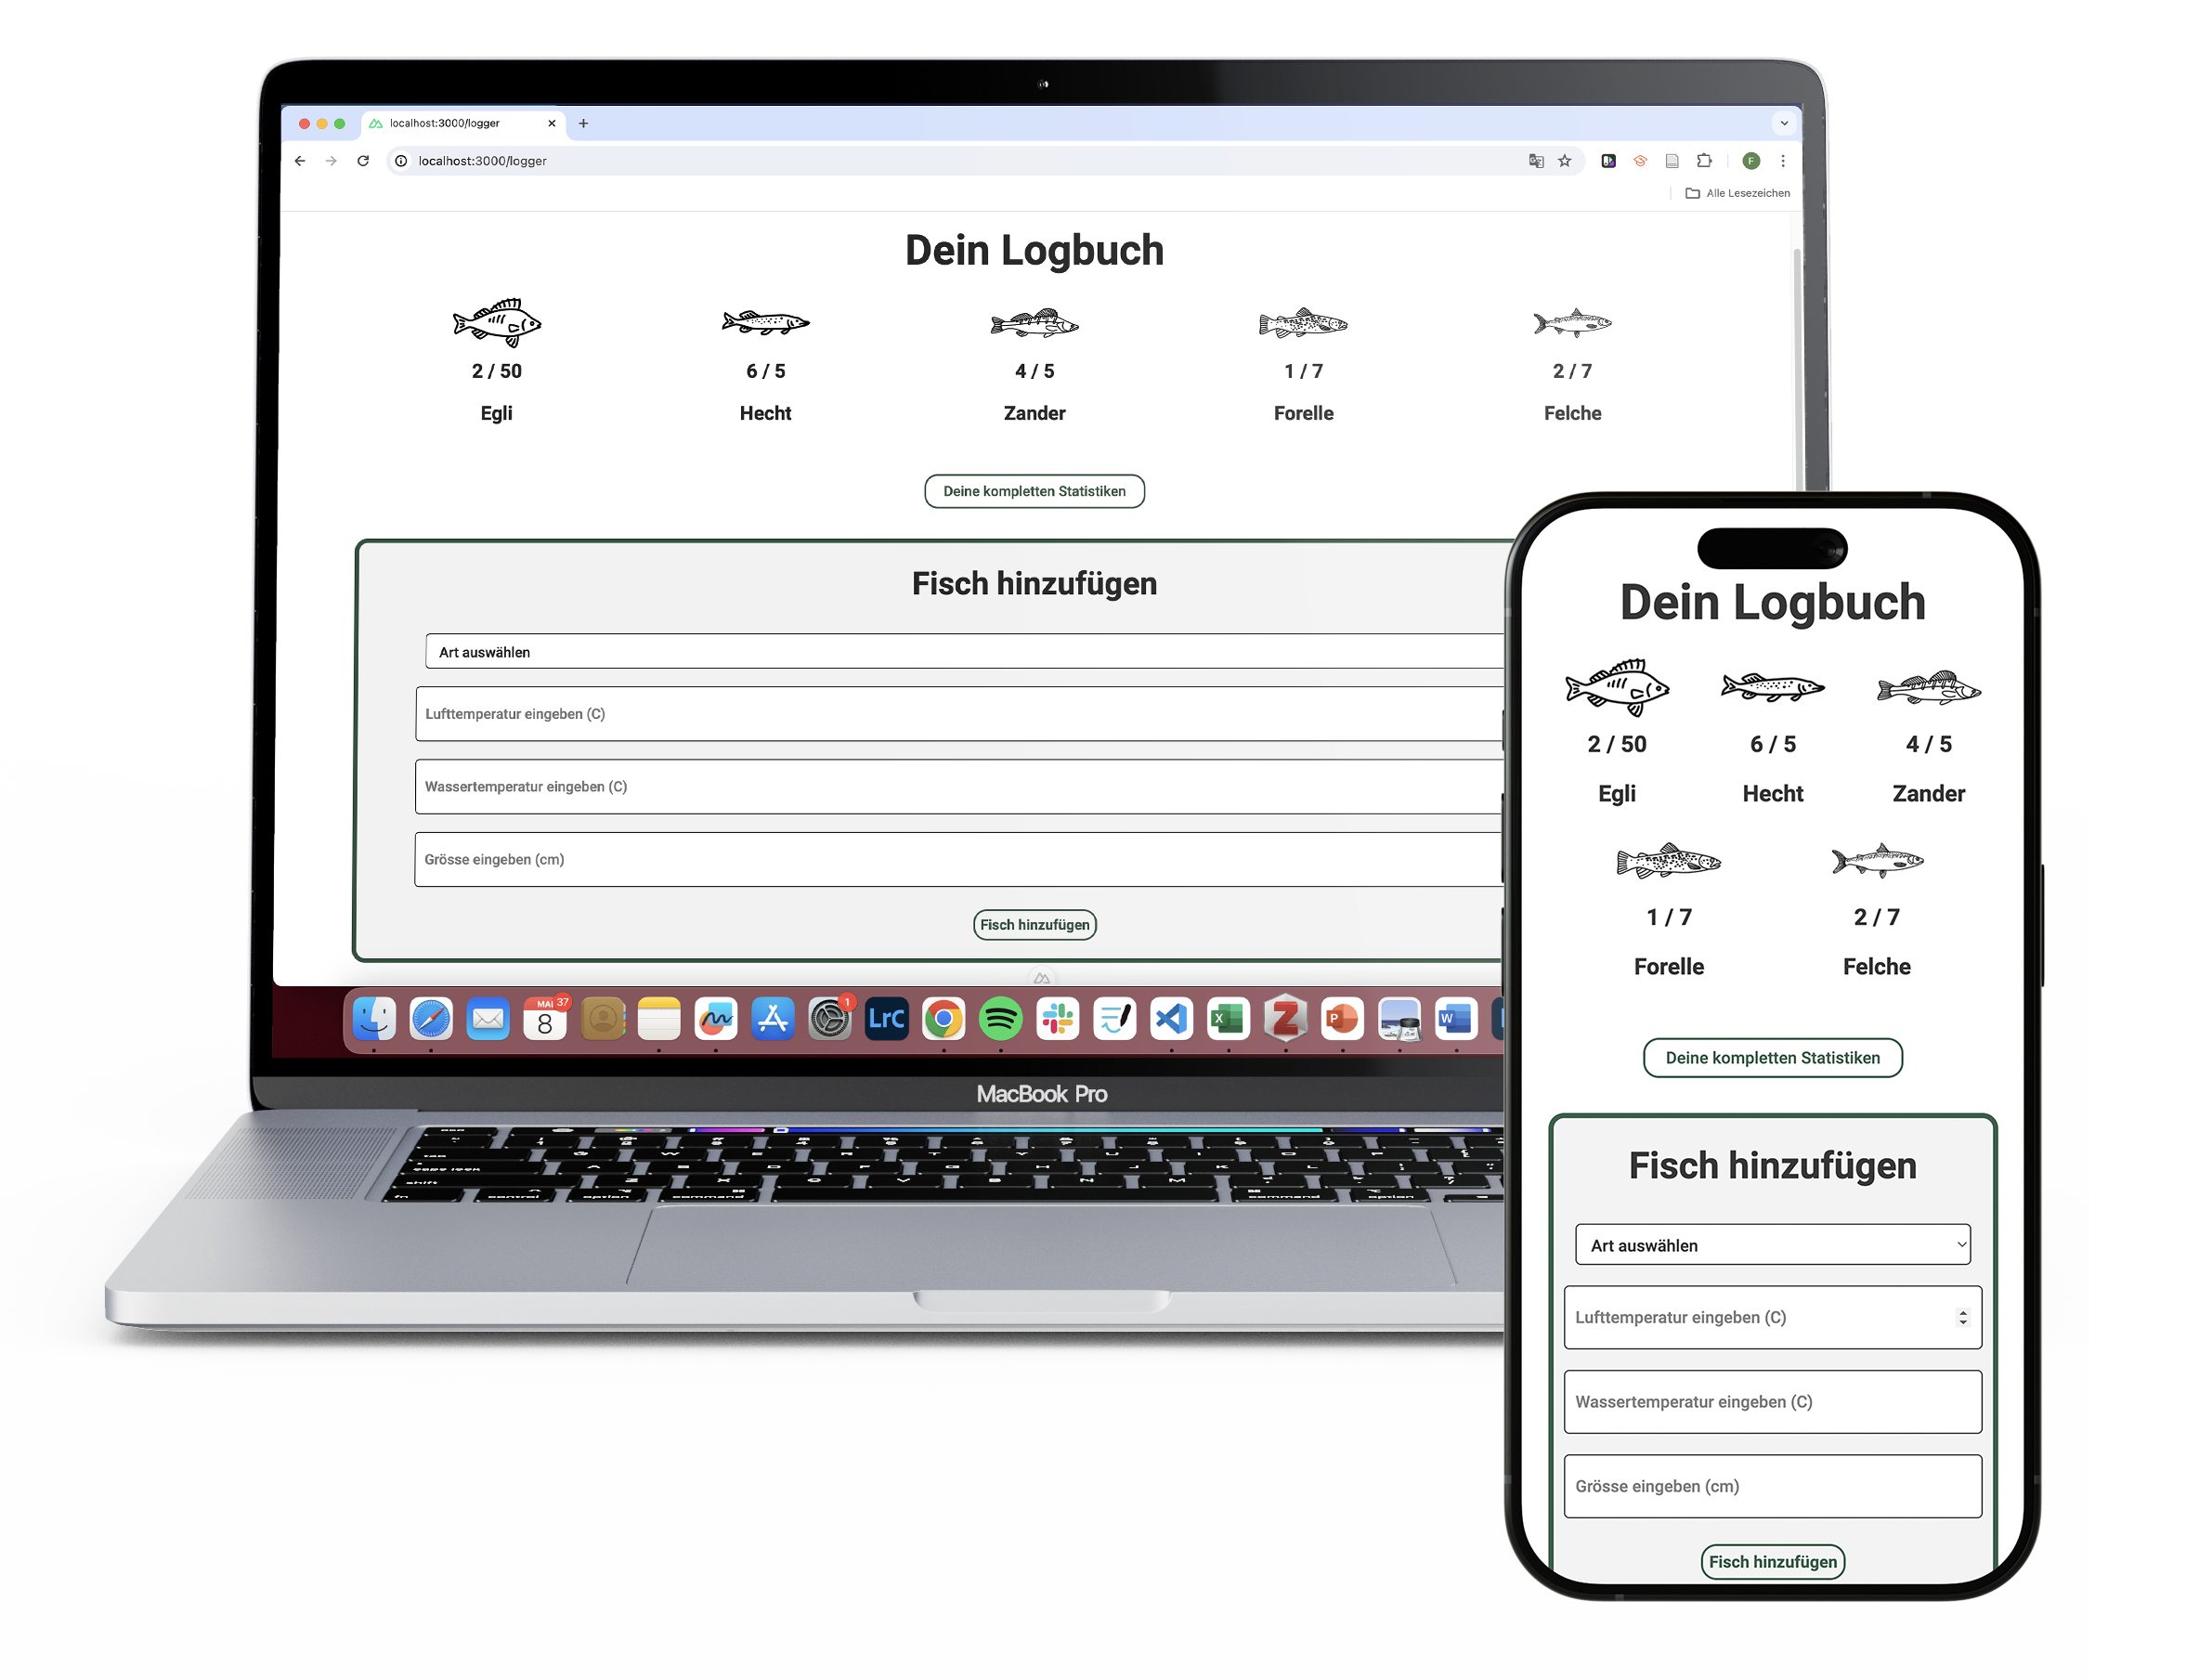 localhost:3000/logger
localhost:3000/logger
F
Alle Lesezeichen
Dein Logbuch
2 / 50
6 / 5
4 / 5
1 / 7
2 / 7
Egli
Hecht
Zander
Forelle
Felche
Deine kompletten Statistiken
Fisch hinzufügen
Art auswählen
Lufttemperatur eingeben (C)
Wassertemperatur eingeben (C)
Grösse eingeben (cm)
Fisch hinzufügen
37
8
1
LrC
X
Z
P
W
MacBook Pro
Dein Logbuch
2 / 50
6 / 5
4 / 5
Egli
Hecht
Zander
1 / 7
2 / 7
Forelle
Felche
Deine kompletten Statistiken
Fisch hinzufügen
Art auswählen
Lufttemperatur eingeben (C)
Wassertemperatur eingeben (C)
Grösse eingeben (cm)
Fisch hinzufügen